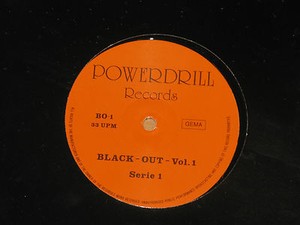 POWERDRILL
Records
BO-1
33 UPM
GEMA
BLACK-OUT-Vol.1
Serie 1